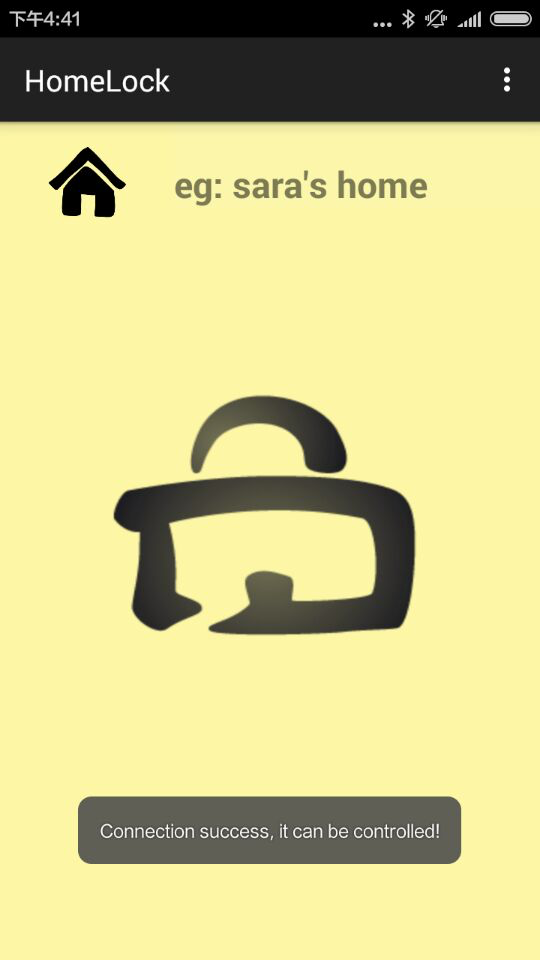 下午4:41
HomeLock
eg: sara's home
Connection success, it can be controlled!